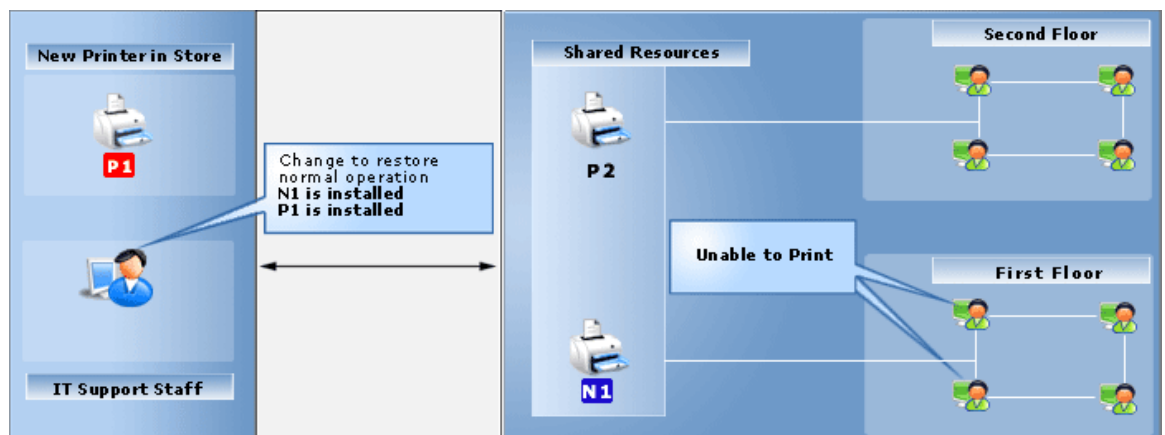 New Printer in Store
P1
Change to restore
normal operation
N1 is installed
P1 is installed
IT Support Staff
Shared Resources
P2
N1
Second Floor
Unable to Print
First Floor